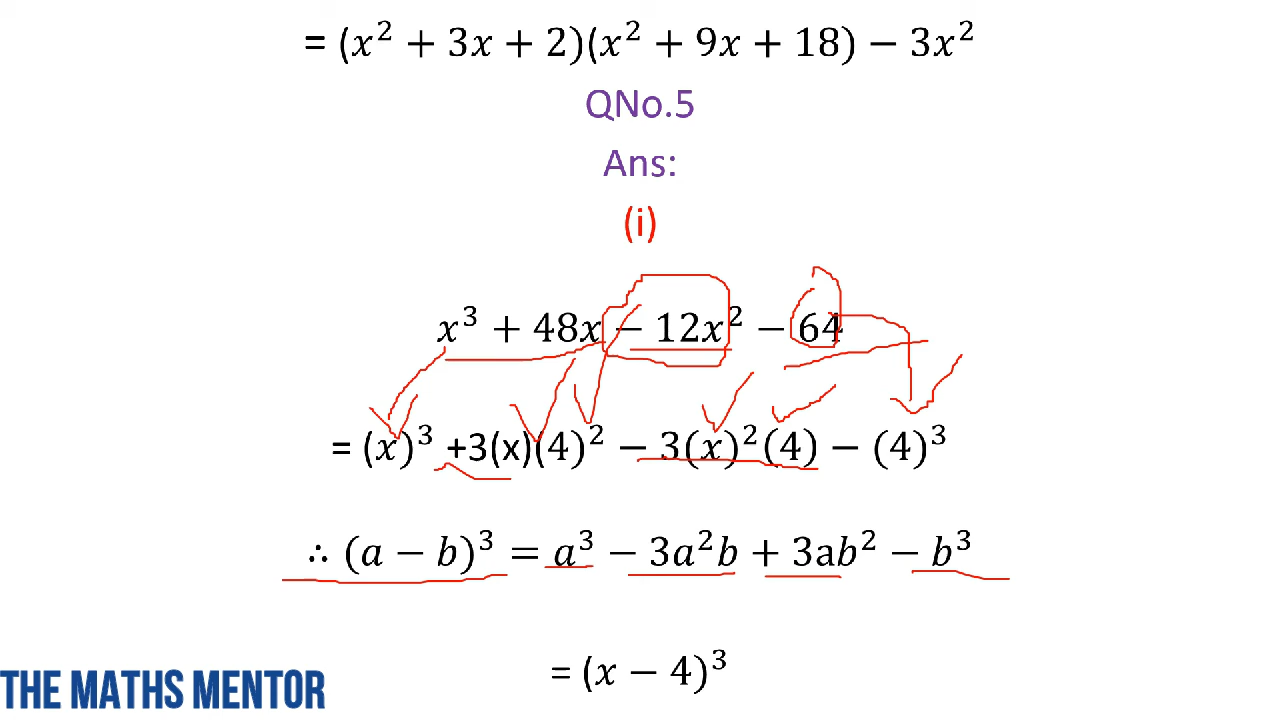 = (x² + 3x + 2)(x² + 9x + 18) − 3x²
QNo.5
Ans:
(i)
x³ + 48x − 12x² − 64
= (x)³ +3(x)(4)² − 3(x)²(4) − (4)³
∴ (a − b)³ = a³ − 3a²b + 3ab² − b³
= (x − 4)³
THE MATHS MENTOR